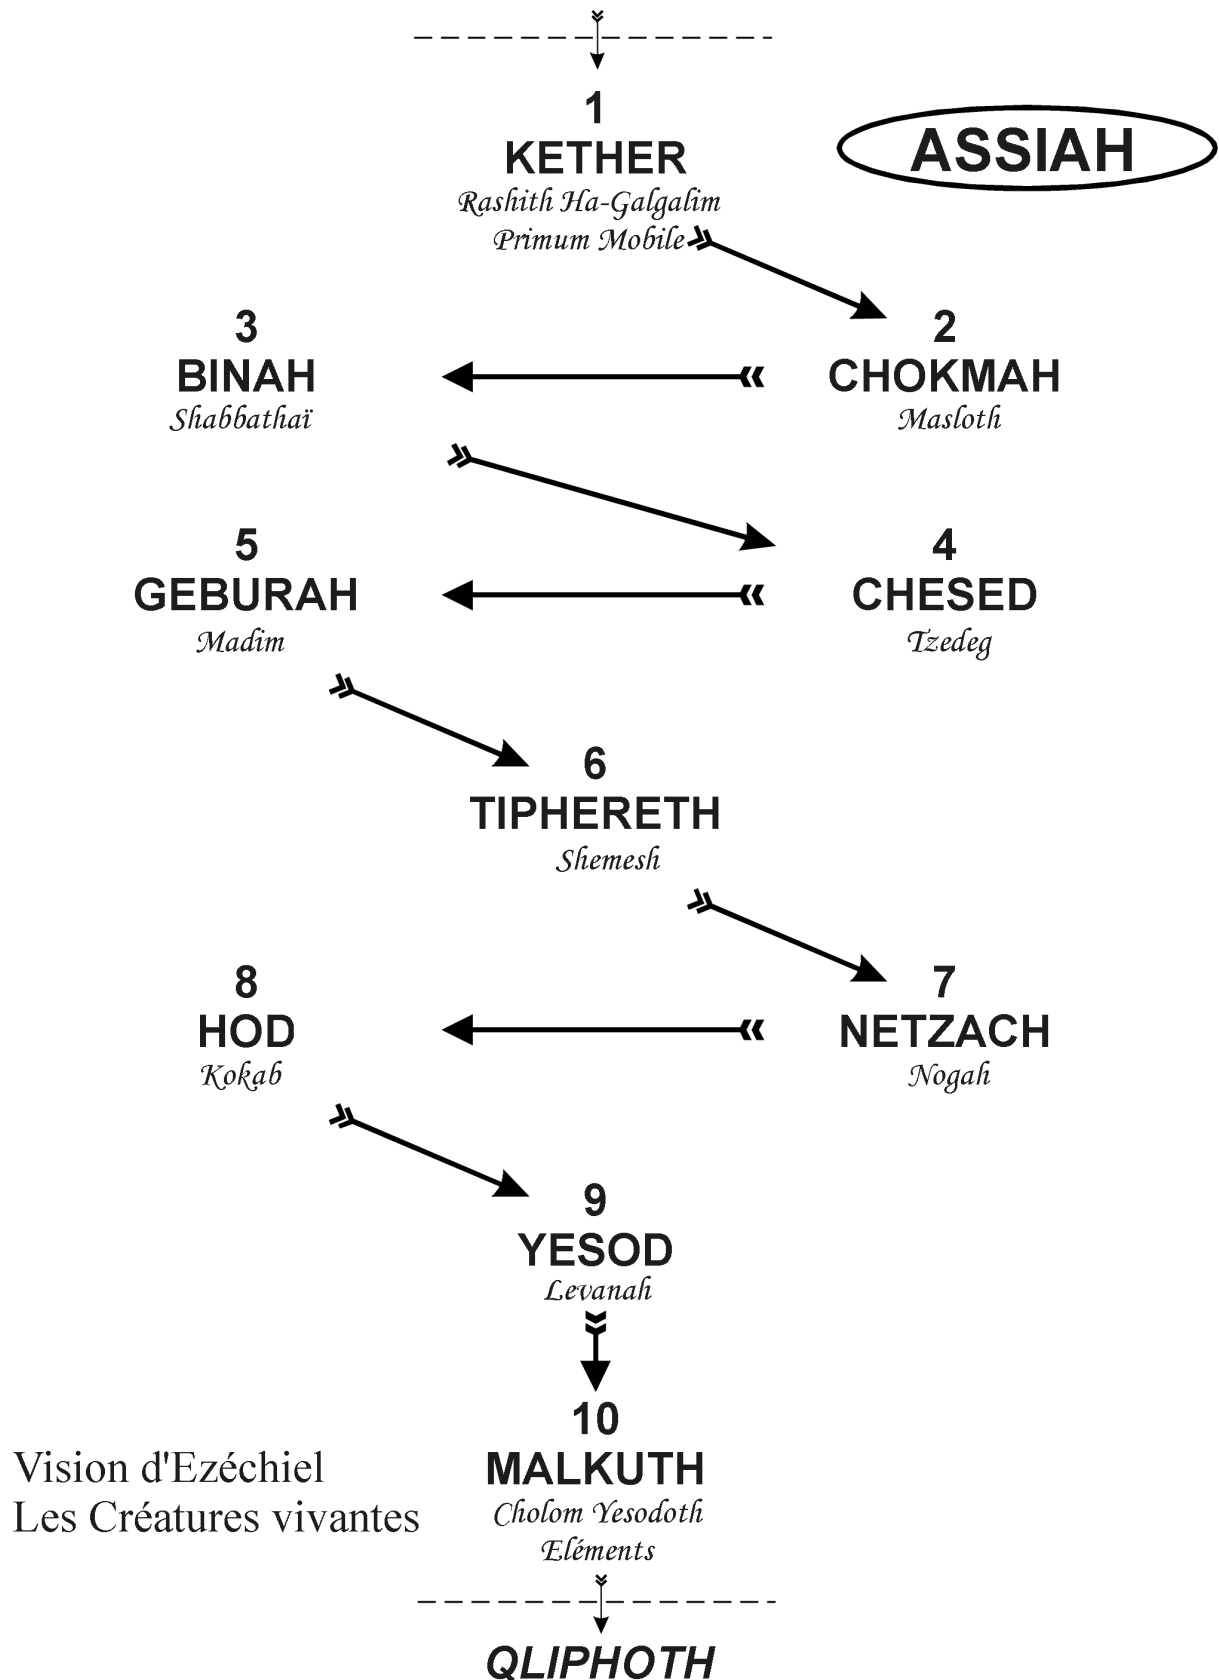 1
KETHER
Rashith Ha-Galgalim
Primum Mobile
ASSIAH
3
BINAH
Shabbathaï
2
CHOKMAH
Masloth
5
GEBURAH
Madim
4
CHESED
Tzedeg
6
TIPHERETH
Shemesh
8
HOD
Kokab
7
NETZACH
Nogah
9
YESOD
Levanah
10
MALKUTH
Cholom Yesodoth
Eléments
Vision d'Ezéchiel
Les Créatures vivantes
QLIPHOTH